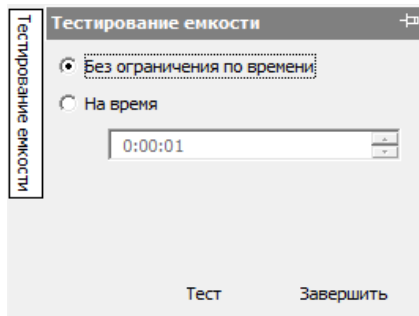 Тестирование емкости
Тестирование емкости
Без ограничения по времени
На время
0:00:01
Тест Завершить